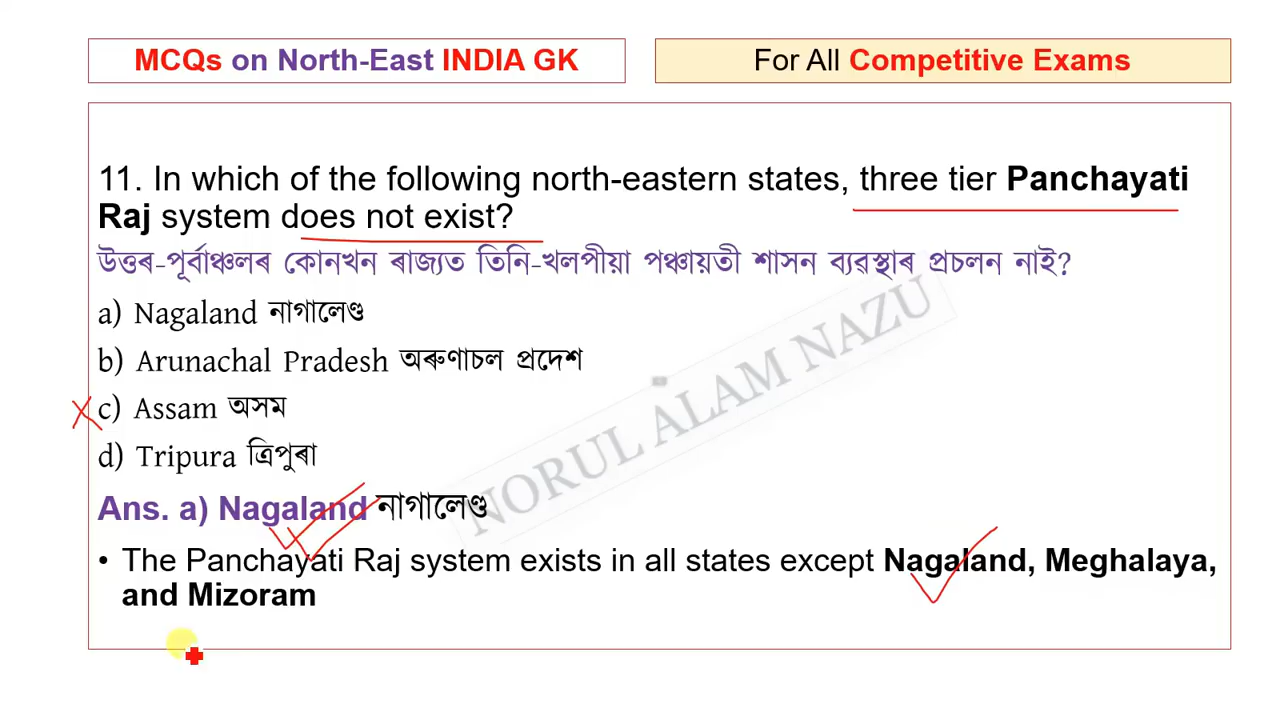 MCQs on North-East INDIA GK
For All Competitive Exams
11. In which of the following north-eastern states, three tier Panchayati
Raj system does not exist?
উত্তৰ-পূৰ্বাঞ্চলৰ কোনখন ৰাজ্যত তিনি-খলপীয়া পঞ্চায়তী শাসন ব্যৱস্থাৰ প্ৰচলন নাই?
a) Nagaland নাগালেণ্ড
b) Arunachal Pradesh অৰুণাচল প্ৰদেশ
c) Assam অসম
d) Tripura ত্ৰিপুৰা
Ans. a) Nagaland নাগালেণ্ড
• The Panchayati Raj system exists in all states except Nagaland, Meghalaya,
and Mizoram
NORUL ALAM NAZU